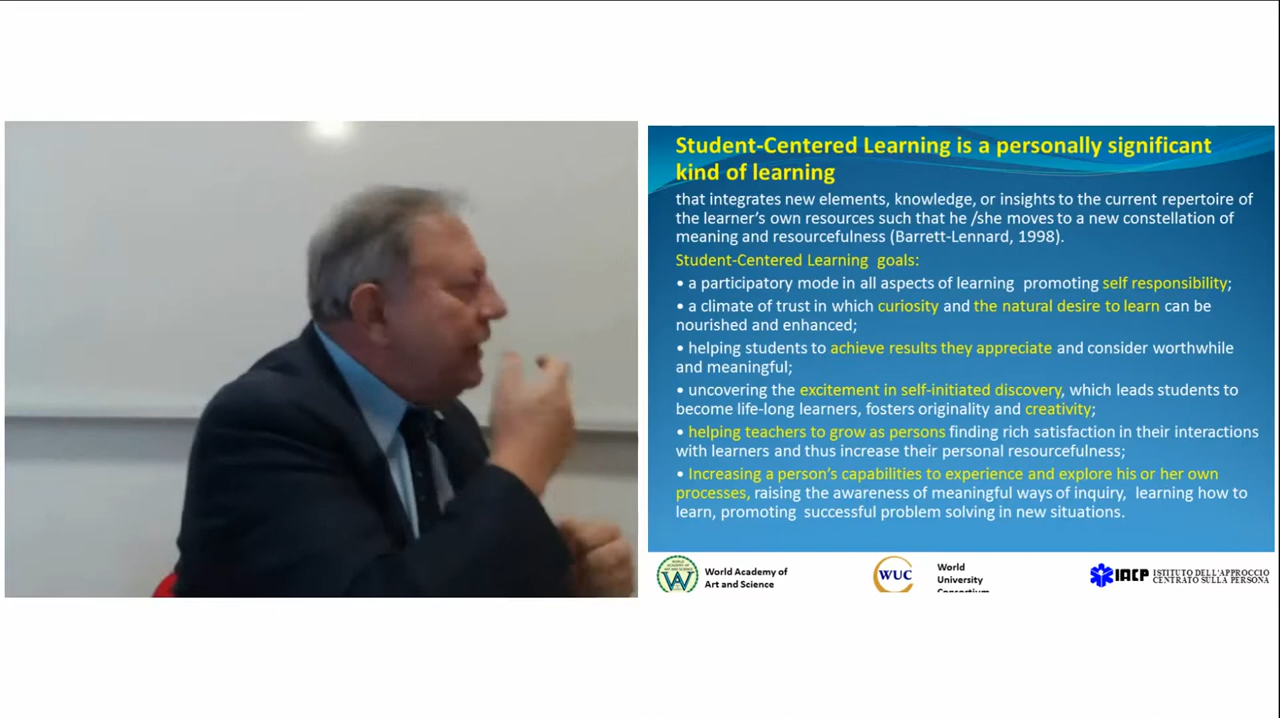 Student-Centered Learning is a personally significant
kind of learning
that integrates new elements, knowledge, or insights to the current repertoire of
the learner's own resources such that he /she moves to a new constellation of
meaning and resourcefulness (Barrett-Lennard, 1998).
Student-Centered Learning goals:
• a participatory mode in all aspects of learning promoting self responsibility;
• a climate of trust in which curiosity and the natural desire to learn can be
nourished and enhanced;
• helping students to achieve results they appreciate and consider worthwhile
and meaningful;
• uncovering the excitement in self-initiated discovery, which leads students to
become life-long learners, fosters originality and creativity;
• helping teachers to grow as persons finding rich satisfaction in their interactions
with learners and thus increase their personal resourcefulness;
• Increasing a person's capabilities to experience and explore his or her own
processes, raising the awareness of meaningful ways of inquiry, learning how to
learn, promoting successful problem solving in new situations.
World Academy of
Art and Science
WUC
World
University
Consortium
IACP
ISTITUTO DELL'APPROCCIO
CENTRATO SULLA PERSONA